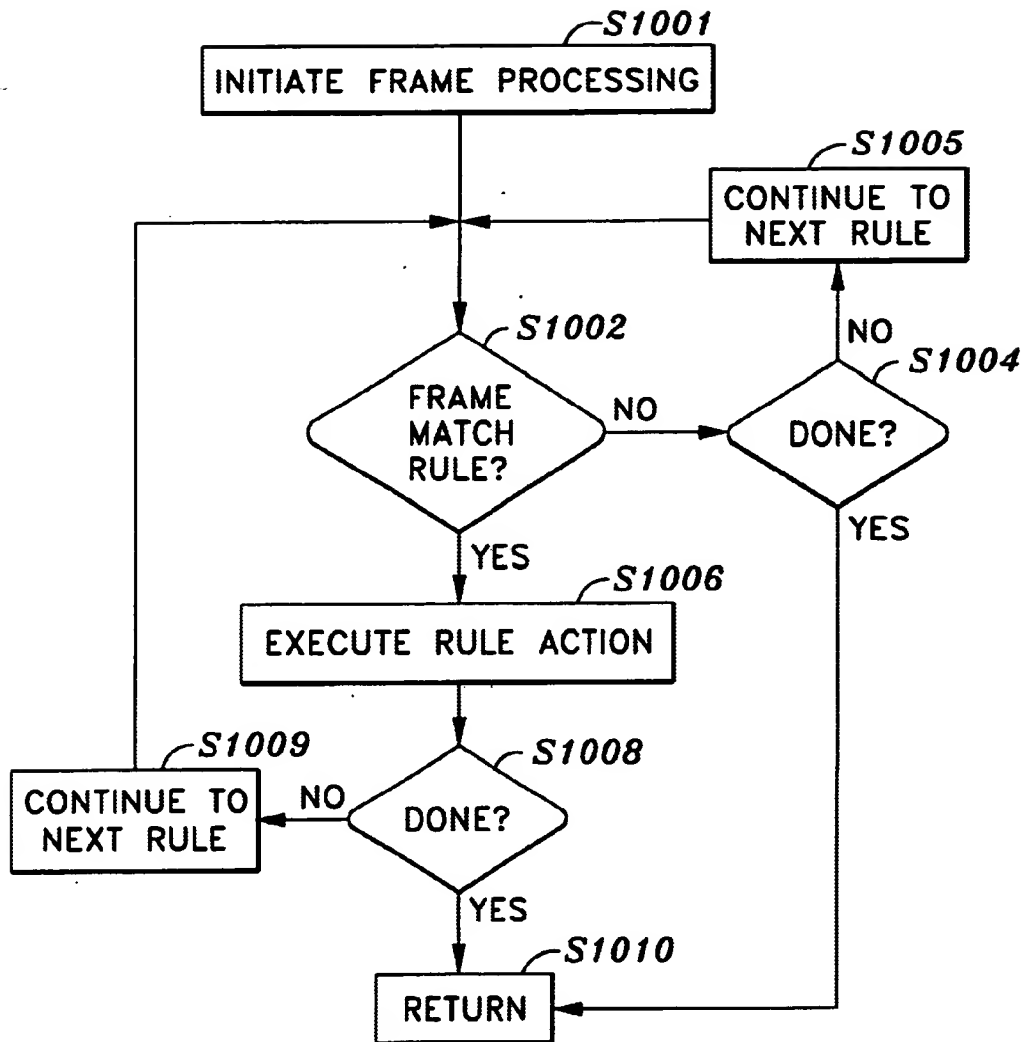 S1001
INITIATE FRAME PROCESSING
S1005
CONTINUE TO
NEXT RULE
S1002
NO
S1004
FRAME
MATCH
RULE?
NO
DONE?
YES
YES
S1006
EXECUTE RULE ACTION
S1009
S1008
CONTINUE TO
NEXT RULE
NO
DONE?
YES
S1010
RETURN